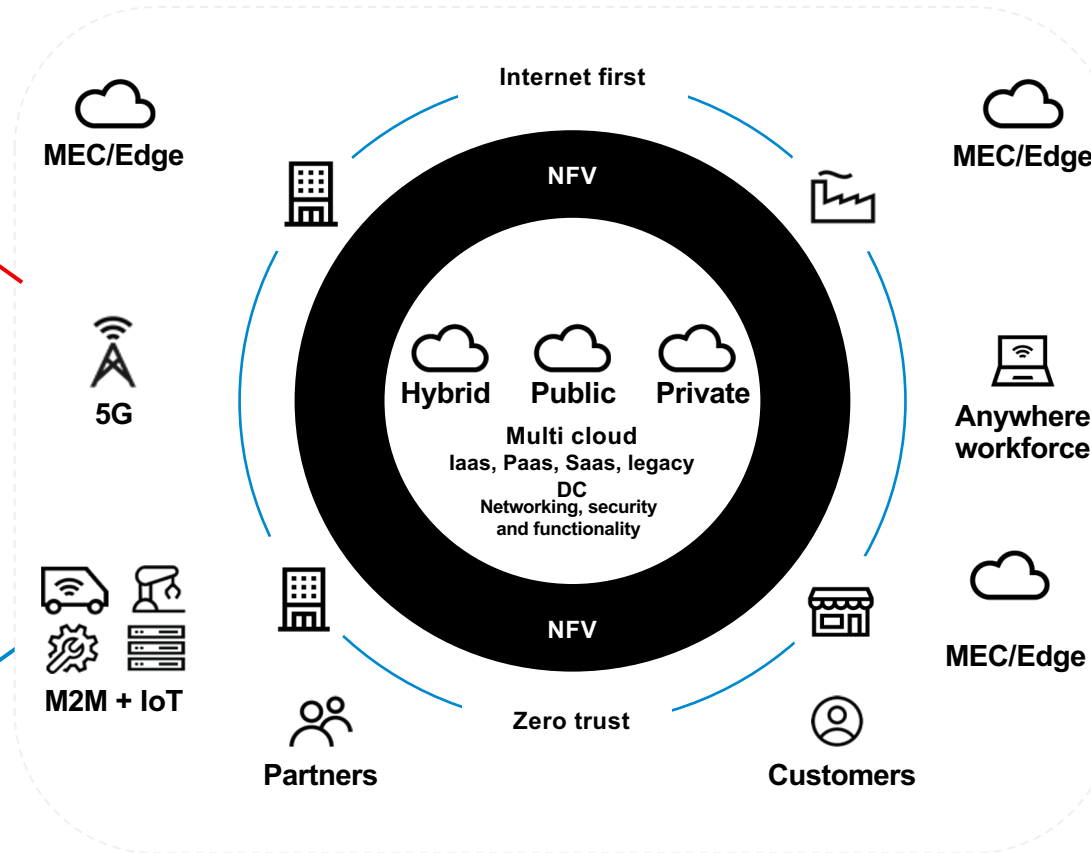 Internet first
MEC/Edge
MEC/Edge
NFV
Hybrid
Public
Private
5G
Multi cloud
Iaas, Paas, Saas, legacy
DC
Networking, security
and functionality
Anywhere
workforce
NFV
MEC/Edge
M2M + IoT
Zero trust
Partners
Customers